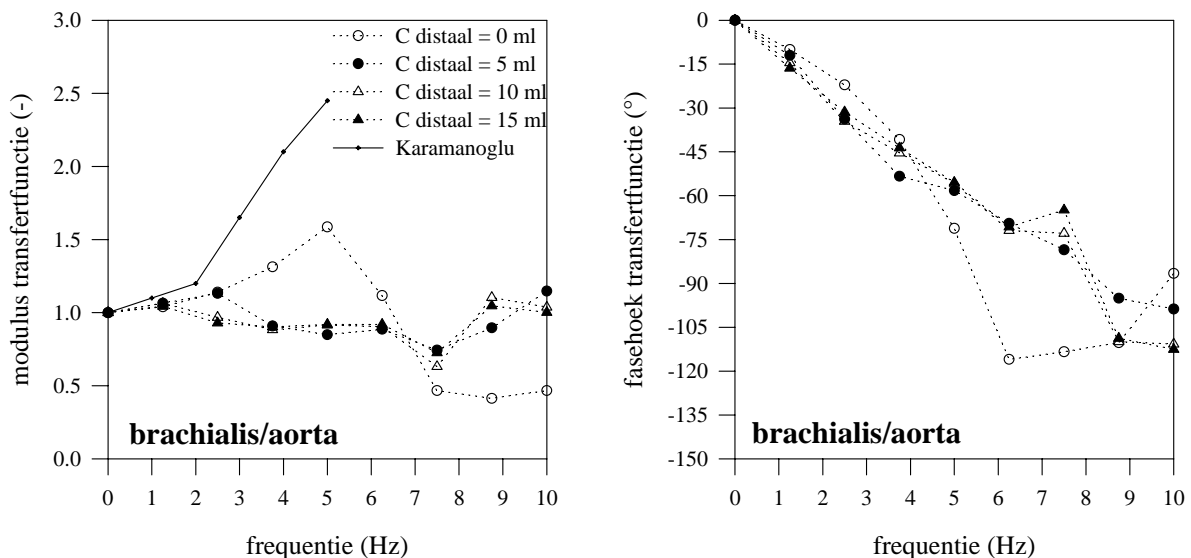 modulus transfertfunctie (-)
3.0
2.5
2.0
1.5
1.0
0.5
0.0
C distaal = 0 ml
C distaal = 5 ml
C distaal = 10 ml
C distaal = 15 ml
Karamanoglu
brachialis/aorta
0 1 2 3 4 5 6 7 8 9 10
frequentie (Hz)
fasehoek transfertfunctie (°)
0
-15
-30
-45
-60
-75
-90
-105
-120
-135
-150
brachialis/aorta
0 1 2 3 4 5 6 7 8 9 10
frequentie (Hz)